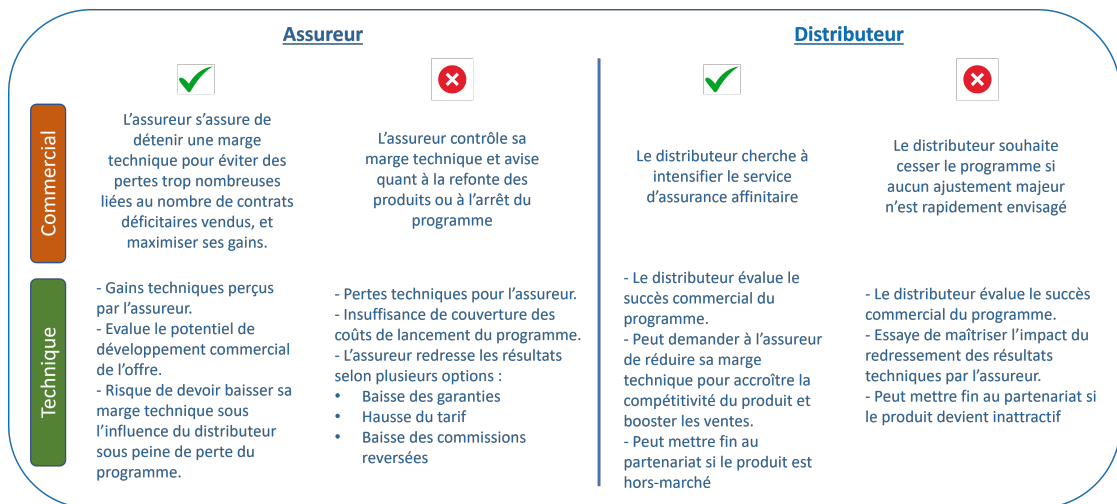 Assureur
Distributeur
Commercial
L'assureur s'assure de
détenir une marge
technique pour éviter des
pertes trop nombreuses
liées au nombre de contrats
déficitaires vendus, et
maximiser ses gains.
L'assureur contrôle sa
marge technique et avise
quant à la refonte des
produits ou à l'arrêt du
programme
Le distributeur cherche à
intensifier le service
d'assurance affinitaire
Le distributeur souhaite
cesser le programme si
aucun ajustement majeur
n'est rapidement envisagé
Technique
- Gains techniques perçus
par l'assureur.
- Evalue le potentiel de
développement commercial
de l'offre.
- Risque de devoir baisser sa
marge technique sous
l'influence du distributeur
sous peine de perte du
programme.
- Pertes techniques pour l'assureur.
- Insuffisance de couverture des
coûts de lancement du programme.
- L'assureur redresse les résultats
selon plusieurs options :
• Baisse des garanties
• Hausse du tarif
• Baisse des commissions
reversées
- Le distributeur évalue le
succès commercial du
programme.
- Peut demander à l'assureur
de réduire sa marge
technique pour accroître la
compétitivité du produit et
booster les ventes.
- Peut mettre fin au
partenariat si le produit est
hors-marché
- Le distributeur évalue le succès
commercial du programme.
- Essaye de maîtriser l'impact du
redressement des résultats
techniques par l'assureur.
- Peut mettre fin au partenariat si
le produit devient inattractif